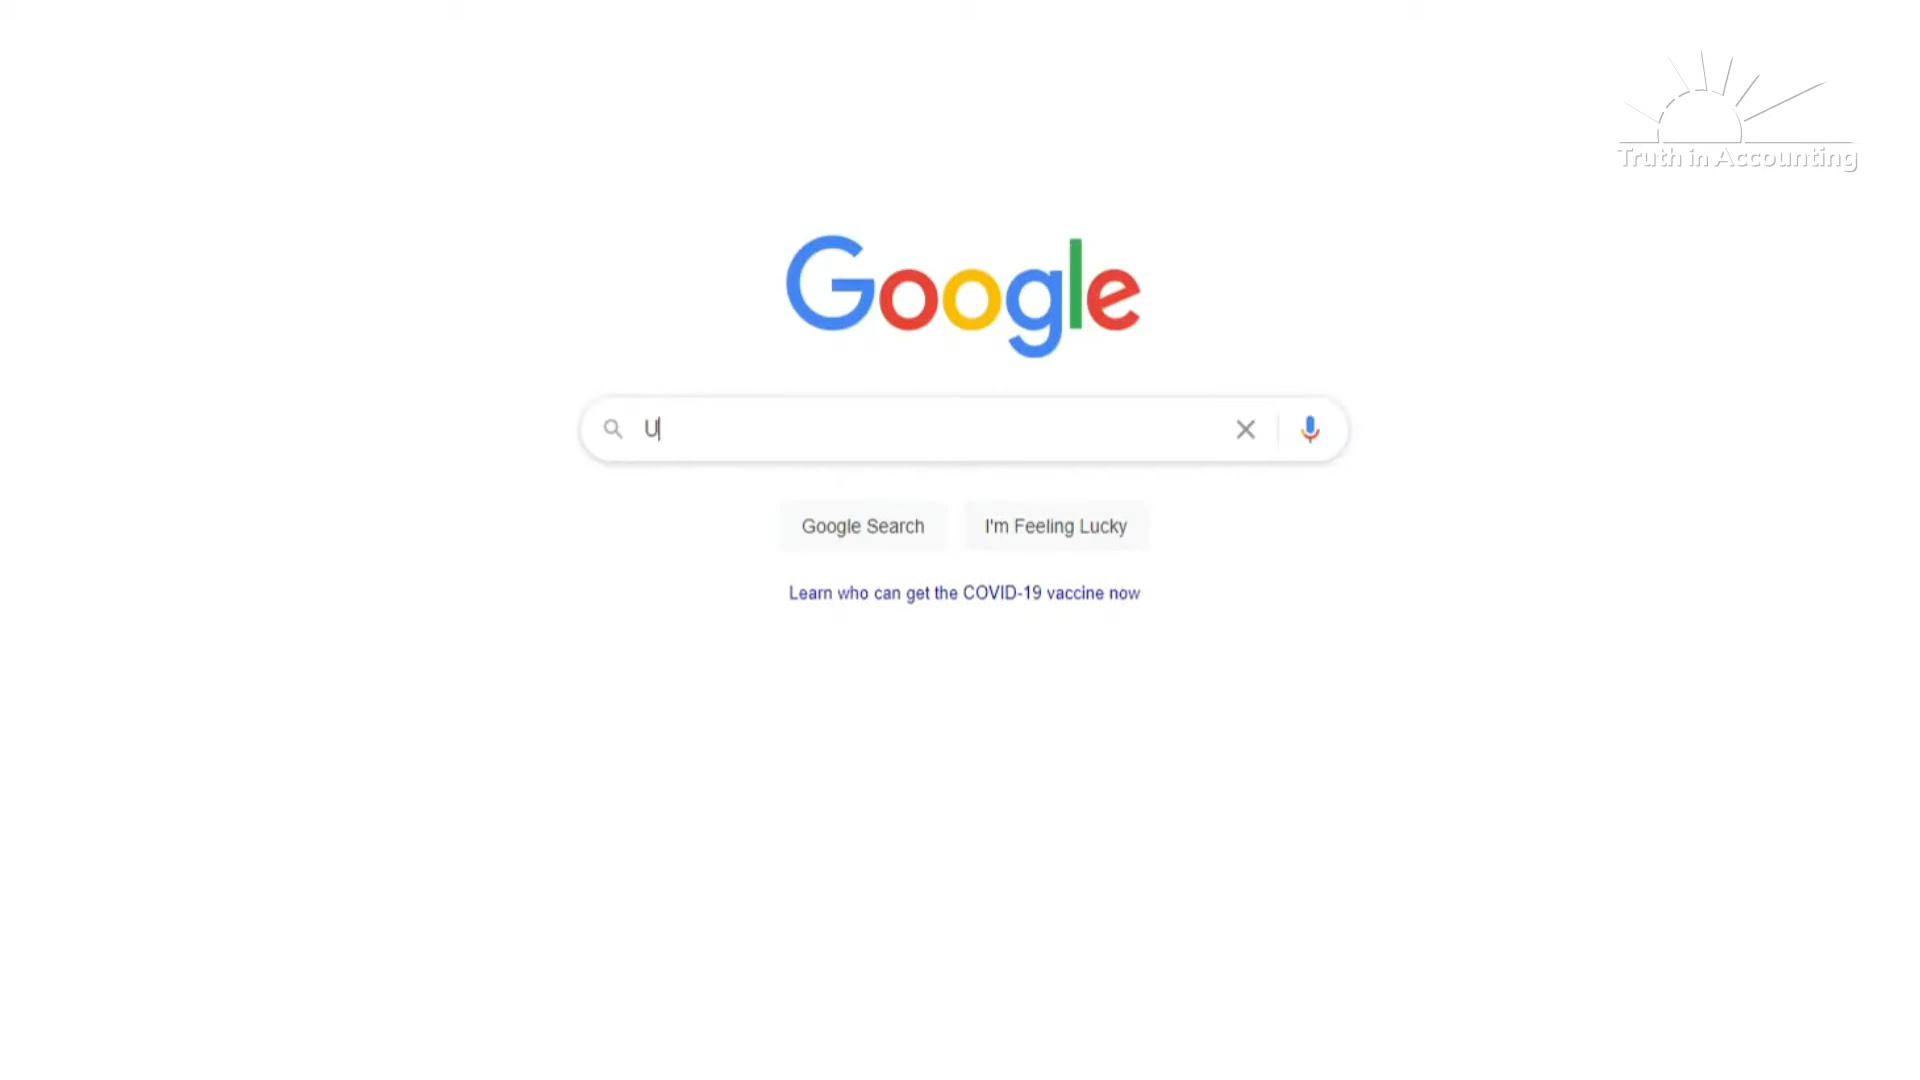 Truth in Accounting
Google
U
Google Search
I'm Feeling Lucky
Learn who can get the COVID-19 vaccine now